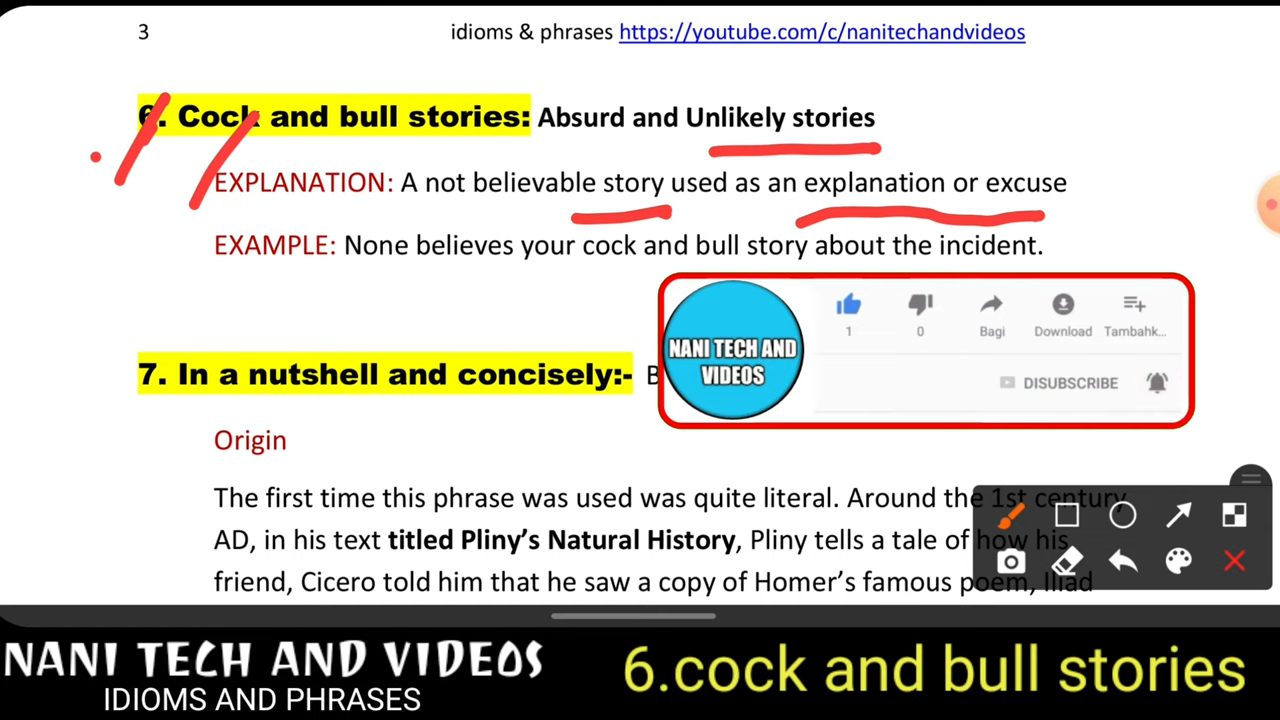 3 idioms & phrases https://youtube.com/c/nanitechandvideos
6. Cock and bull stories: Absurd and Unlikely stories
EXPLANATION: A not believable story used as an explanation or excuse
EXAMPLE: None believes your cock and bull story about the incident.
1 0 Bagi Download Tambahk...
NANI TECH AND
VIDEOS
7. In a nutshell and concisely:-
DISUBSCRIBE
Origin
The first time this phrase was used was quite literal. Around the 1st century
AD, in his text titled Pliny's Natural History, Pliny tells a tale of how his
friend, Cicero told him that he saw a copy of Homer's famous poem, Iliad
NANI TECH AND VIDEOS
IDIOMS AND PHRASES
6.cock and bull stories